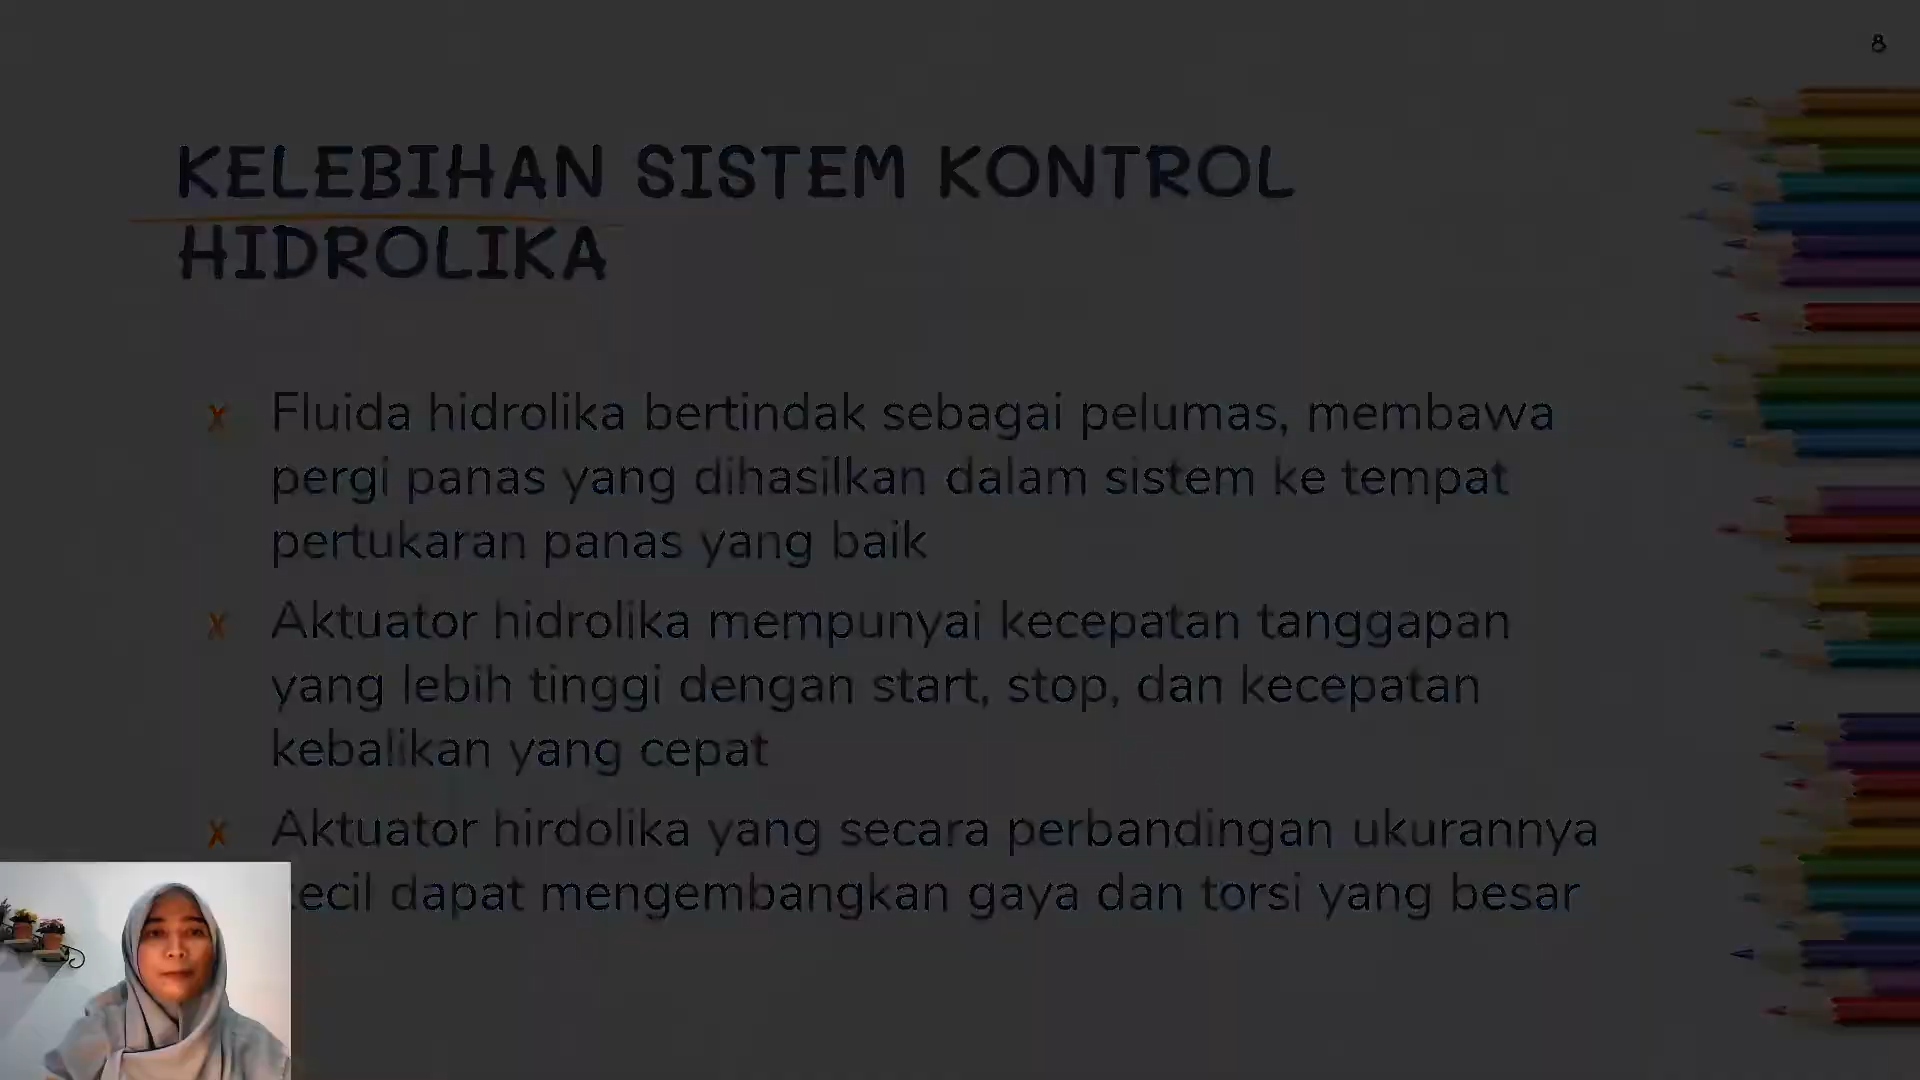 8
KELEBIHAN SISTEM KONTROL
HIDROLIKA
x Fluida hidrolika bertindak sebagai pelumas, membawa
pergi panas yang dihasilkan dalam sistem ke tempat
pertukaran panas yang baik
x Aktuator hidrolika mempunyai kecepatan tanggapan
yang lebih tinggi dengan start, stop, dan kecepatan
kebalikan yang cepat
x Aktuator hirdolika yang secara perbandingan ukurannya
kecil dapat mengembangkan gaya dan torsi yang besar